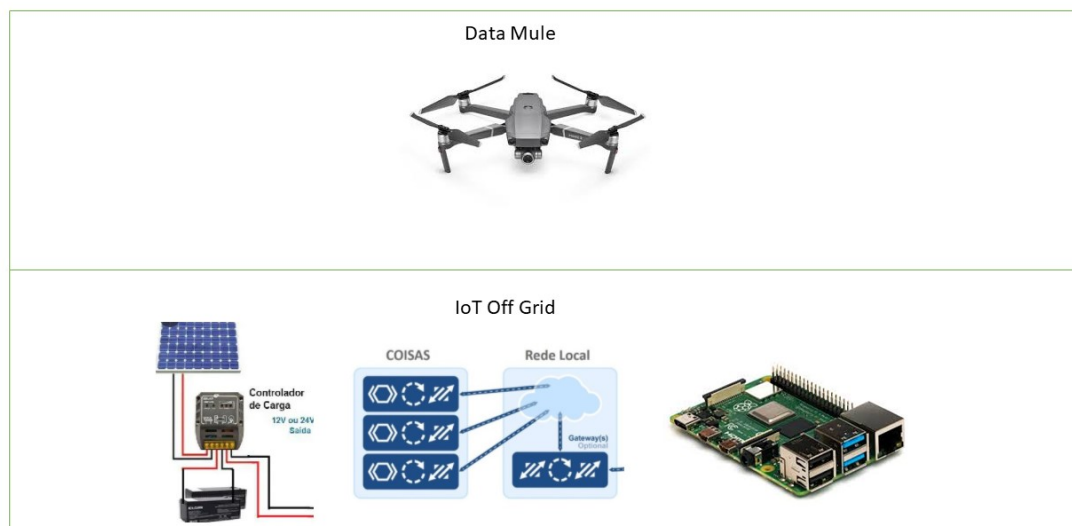 Data Mule
IoT Off Grid
Controlador
de Carga
12V ou 24V
Saída
COISAS
Rede Local
Gateway(s)
Optional